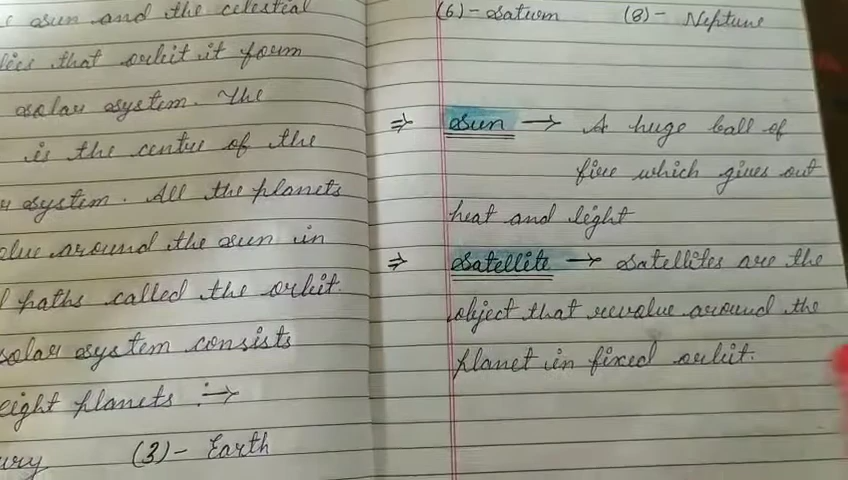 sun and the celestial
that orbit it form
solar system. The
is the centre of the
system. All the planets
around the sun in
paths called the orbit.
solar system consists
eight planets :→
(3)- Earth
(6)- Saturn (8)- Neptune
⇒ Sun → A huge ball of
fire which gives out
heat and light
⇒ Satellite → Satellites are the
object that revalue around the
planet in fixed orbit.